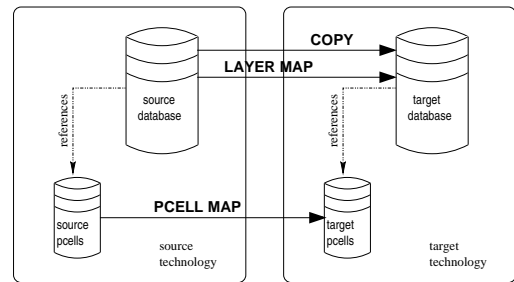 COPY
LAYER MAP
source
database
target
database
references
references
PCELL MAP
source
pcells
target
pcells
source
technology
target
technology